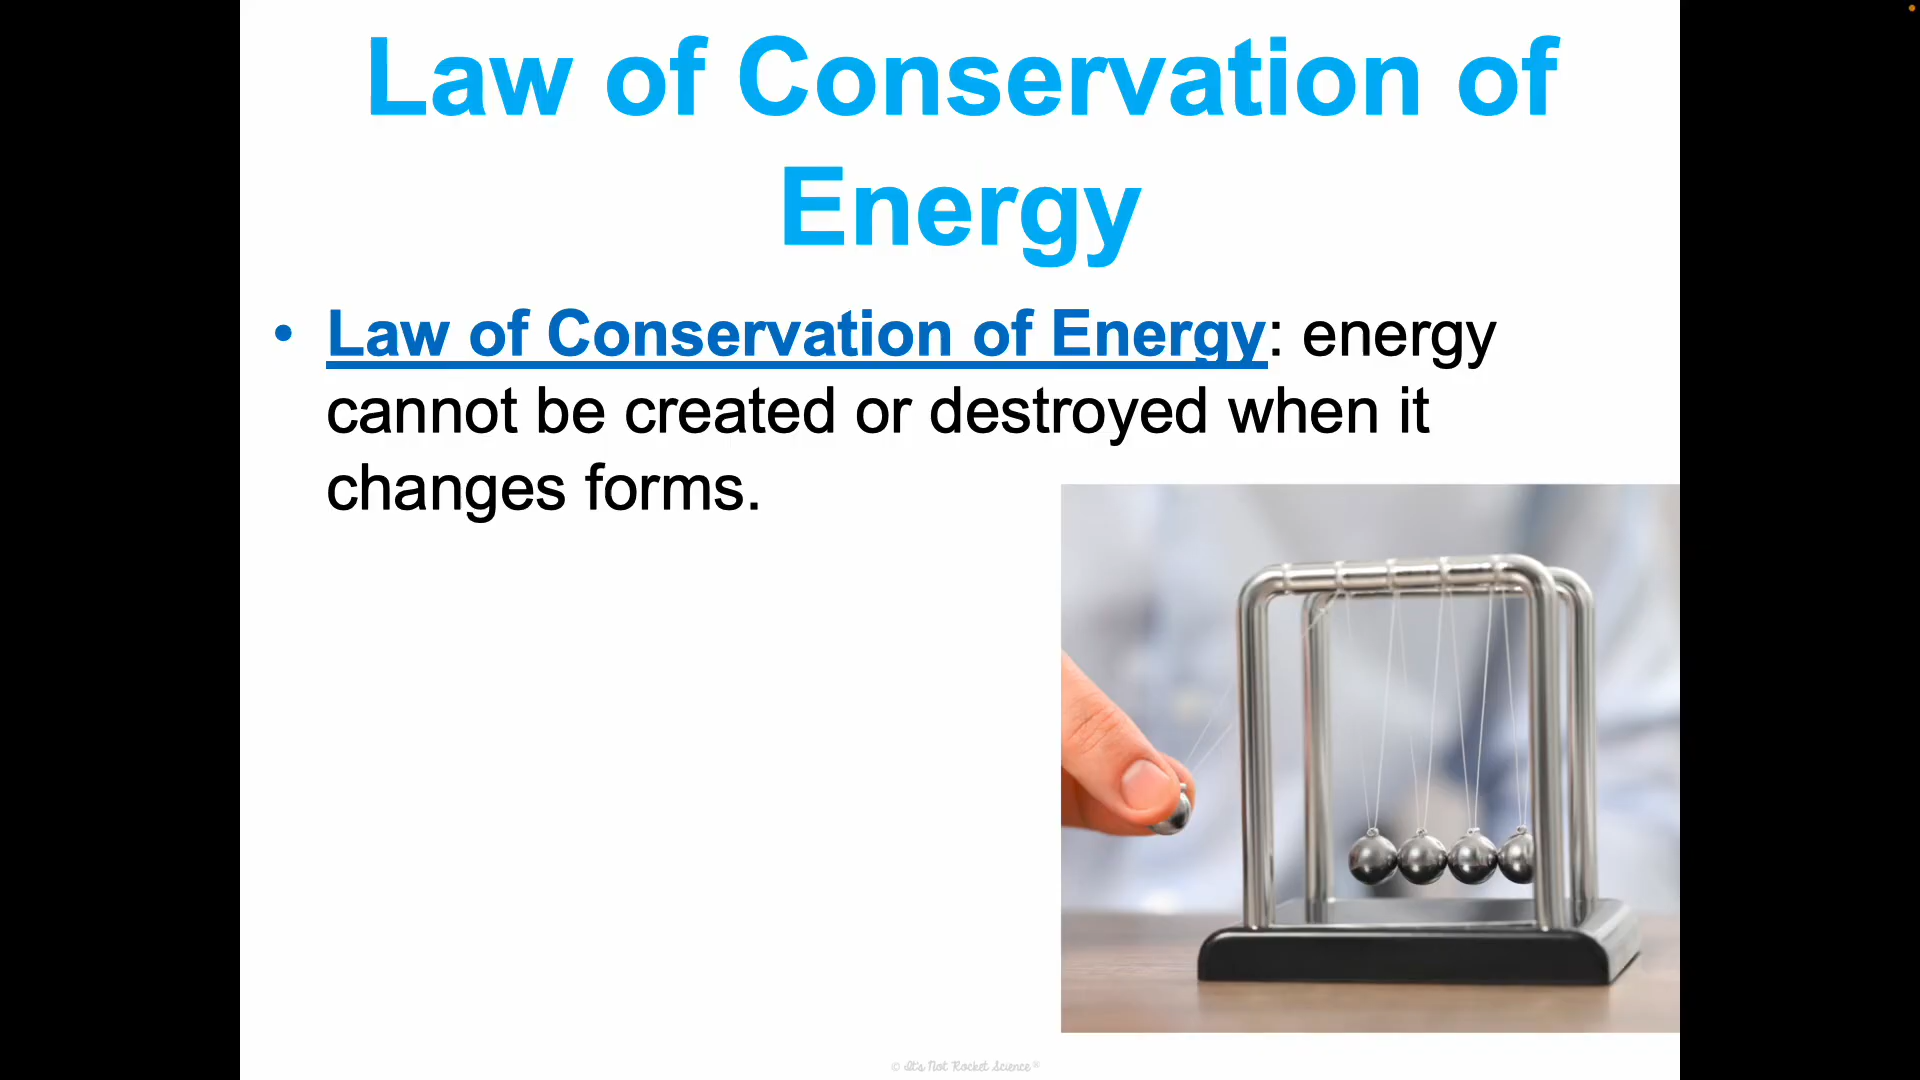 Law of Conservation of
Energy
• Law of Conservation of Energy: energy
cannot be created or destroyed when it
changes forms.
© It's Not Rocket Science®